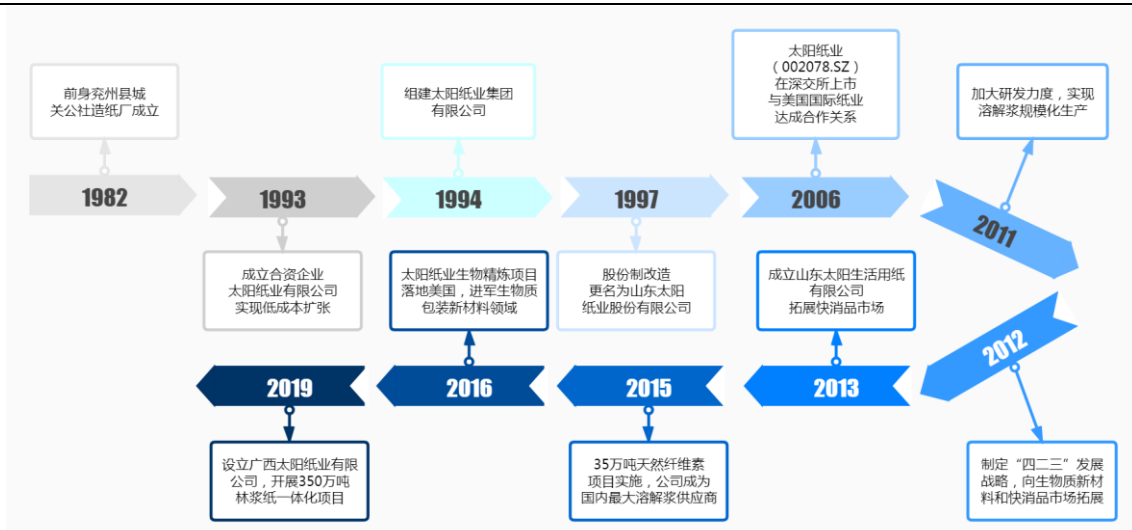 1982
前身兖州县城
关公社造纸厂成立
1993
成立合资企业
太阳纸业有限公司
实现低成本扩张
1994
组建太阳纸业集团
有限公司
1997
股份制改造
更名为山东太阳
纸业股份有限公司
2006
太阳纸业
（002078.SZ）
在深交所上市
与美国国际纸业
达成合作关系
2011
加大研发力度，实现
溶解浆规模化生产
2012
制定“四二三”发展
战略，向生物质新材
料和快消品市场拓展
2013
成立山东太阳生活用纸
有限公司
拓展快消品市场
2015
35万吨天然纤维素
项目实施，公司成为
国内最大溶解浆供应商
2016
太阳纸业生物精炼项目
落地美国，进军生物质
包装新材料领域
2019
设立广西太阳纸业有限
公司，开展350万吨
林浆纸一体化项目